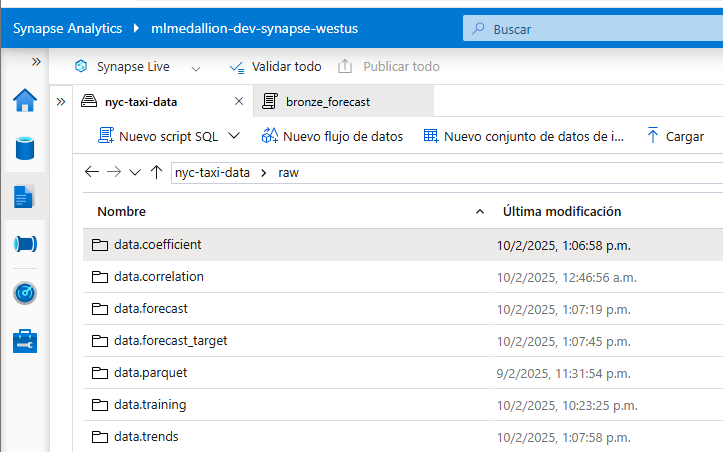 Synapse Analytics mlmedallion-dev-synapse-westus Buscar
Synapse Live Validar todo Publicar todo
nyc-taxi-data bronze_forecast
Nuevo script SQL Nuevo flujo de datos Nuevo conjunto de datos de i... Cargar
nyc-taxi-data raw
Nombre Última modificación
data.coefficient 10/2/2025, 1:06:58 p.m.
data.correlation 10/2/2025, 12:46:56 a.m.
data.forecast 10/2/2025, 1:07:19 p.m.
data.forecast_target 10/2/2025, 1:07:45 p.m.
data.parquet 9/2/2025, 11:31:54 p.m.
data.training 10/2/2025, 10:23:25 p.m.
data.trends 10/2/2025, 1:07:58 p.m.